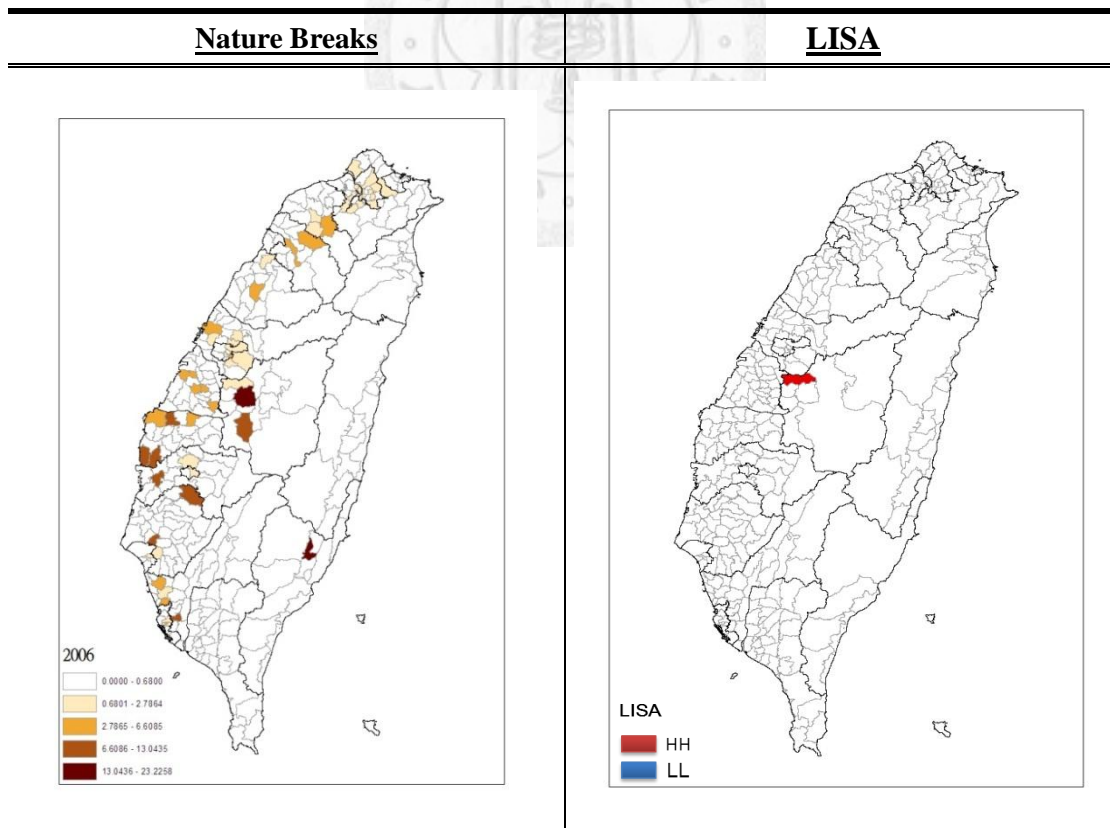 Nature Breaks
LISA
2006
0.0000 - 0.6800
0.6801 - 2.7864
2.7865 - 6.6085
6.6086 - 13.0435
13.0436 - 23.2258
LISA
HH
LL